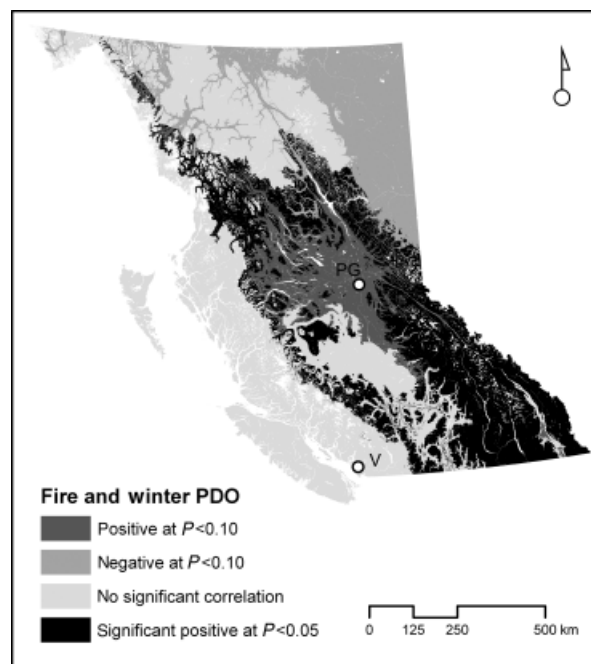 PG
V
Fire and winter PDO
Positive at P<0.10
Negative at P<0.10
No significant correlation
Significant positive at P<0.05
0 125 250 500 km